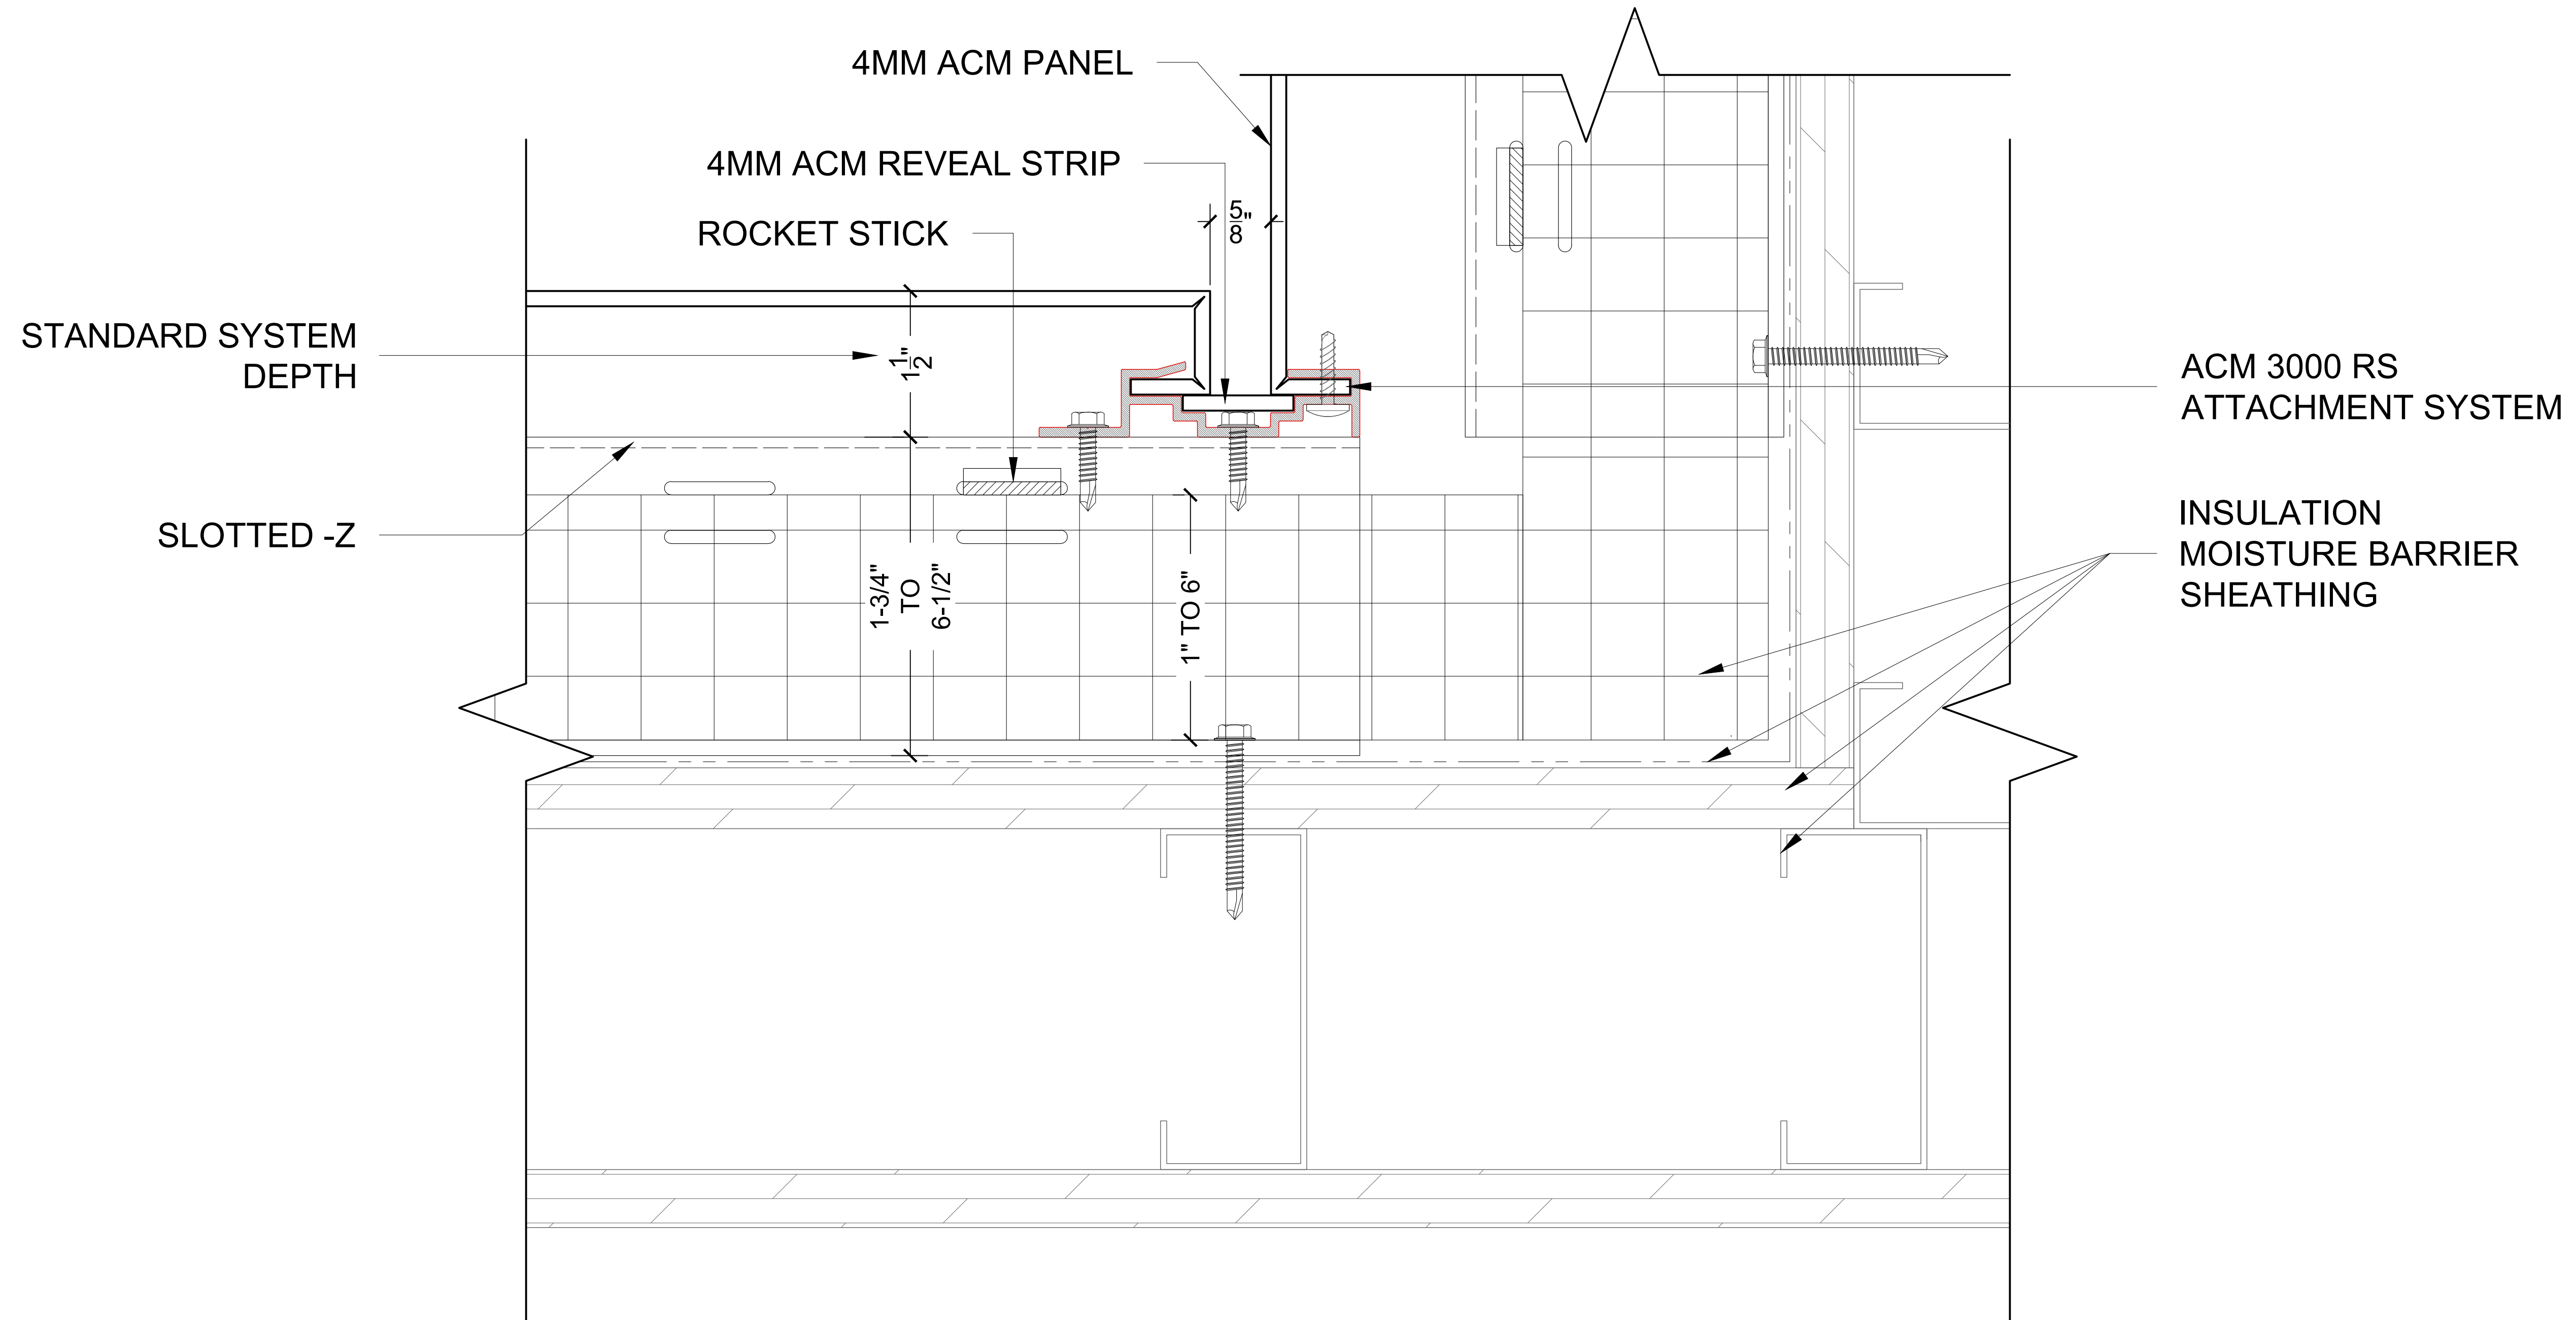 4MM ACM PANEL
4MM ACM REVEAL STRIP
5/8"
ROCKET STICK
STANDARD SYSTEM
DEPTH
1 1/2"
ACM 3000 RS
ATTACHMENT SYSTEM
SLOTTED -Z
INSULATION
MOISTURE BARRIER
SHEATHING
1-3/4"
TO
6-1/2"
1" TO 6"